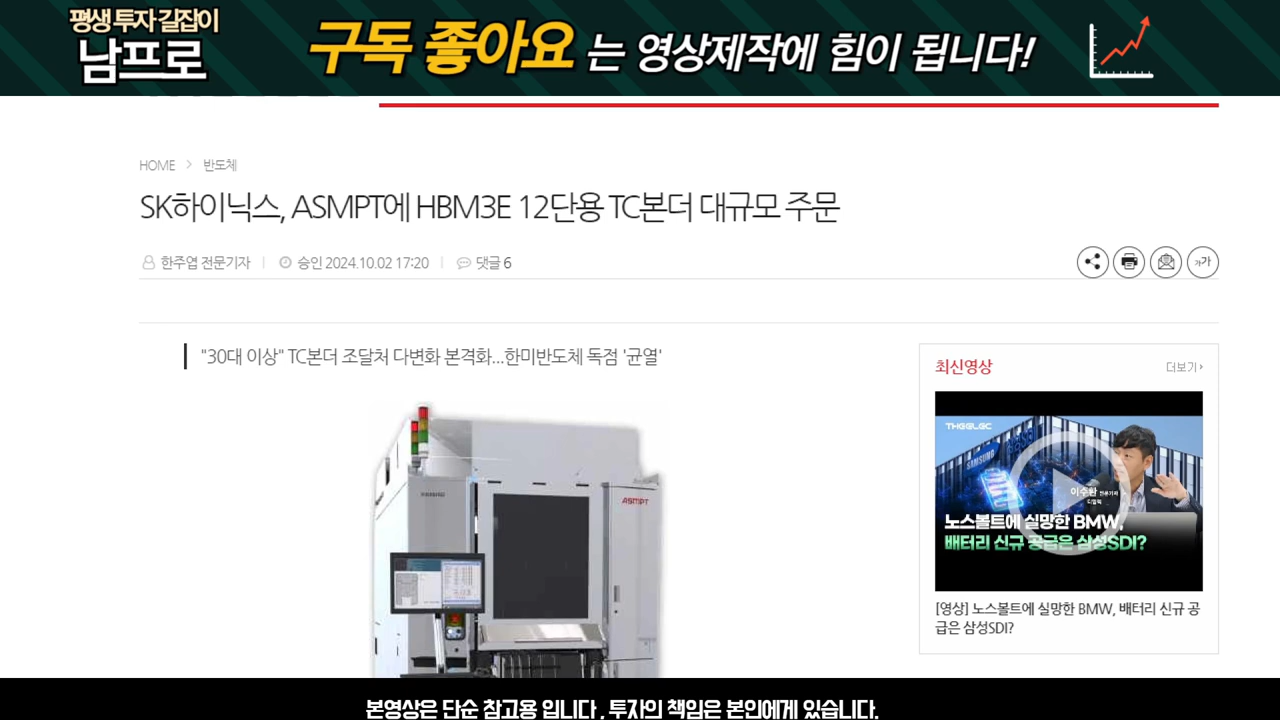 평생 투자 길잡이
남프로
구독 좋아요 는 영상제작에 힘이 됩니다!
HOME > 반도체
SK하이닉스, ASMPT에 HBM3E 12단용 TC본더 대규모 주문
한주엽 전문기자 | 승인 2024.10.02 17:20 | 댓글 6
가가
"30대 이상" TC본더 조달처 다변화 본격화...한미반도체 독점 '균열'
ASMPT
최신영상
더보기
THEELEC
SAMSUNG
삼성SDI
이수환 전문기자
디일렉
노스볼트에 실망한 BMW,
배터리 신규 공급은 삼성SDI?
[영상] 노스볼트에 실망한 BMW, 배터리 신규 공
급은 삼성SDI?
본영상은 단순 참고용 입니다 , 투자의 책임은 본인에게 있습니다.